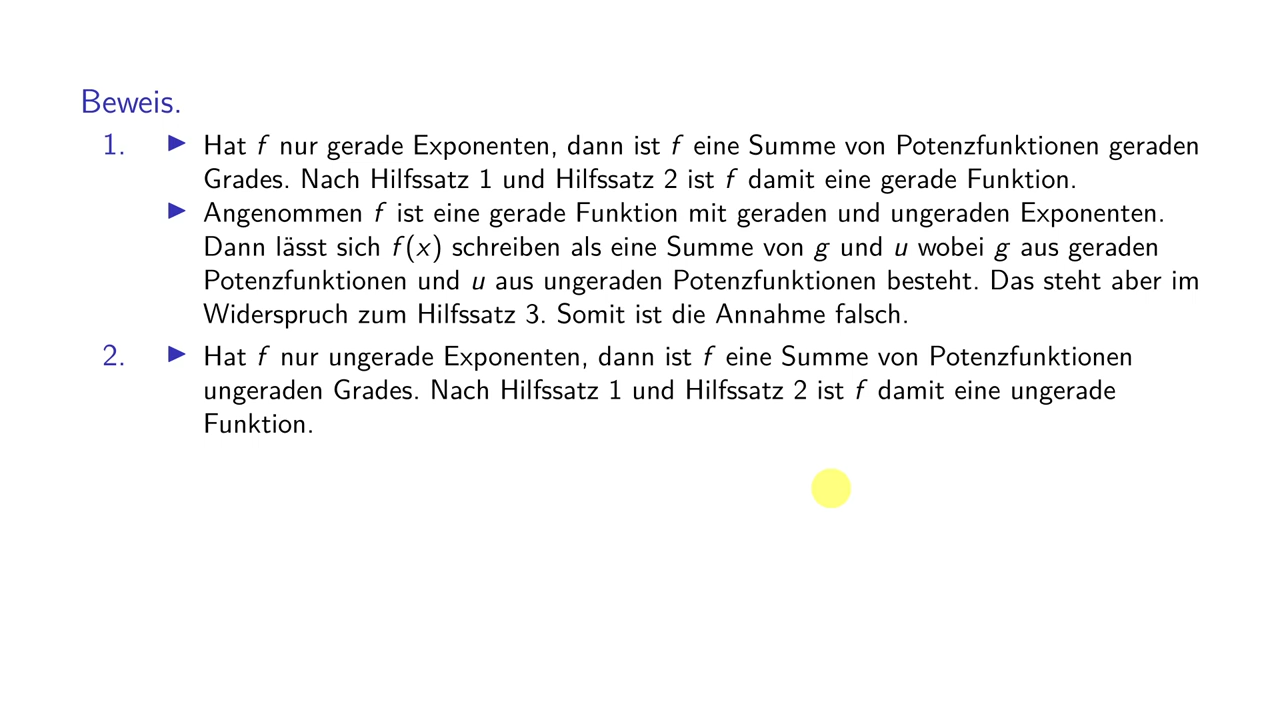 Beweis.
1. ▶ Hat f nur gerade Exponenten, dann ist f eine Summe von Potenzfunktionen geraden
Grades. Nach Hilfssatz 1 und Hilfssatz 2 ist f damit eine gerade Funktion.
▶ Angenommen f ist eine gerade Funktion mit geraden und ungeraden Exponenten.
Dann lässt sich f(x) schreiben als eine Summe von g und u wobei g aus geraden
Potenzfunktionen und u aus ungeraden Potenzfunktionen besteht. Das steht aber im
Widerspruch zum Hilfssatz 3. Somit ist die Annahme falsch.
2. ▶ Hat f nur ungerade Exponenten, dann ist f eine Summe von Potenzfunktionen
ungeraden Grades. Nach Hilfssatz 1 und Hilfssatz 2 ist f damit eine ungerade
Funktion.